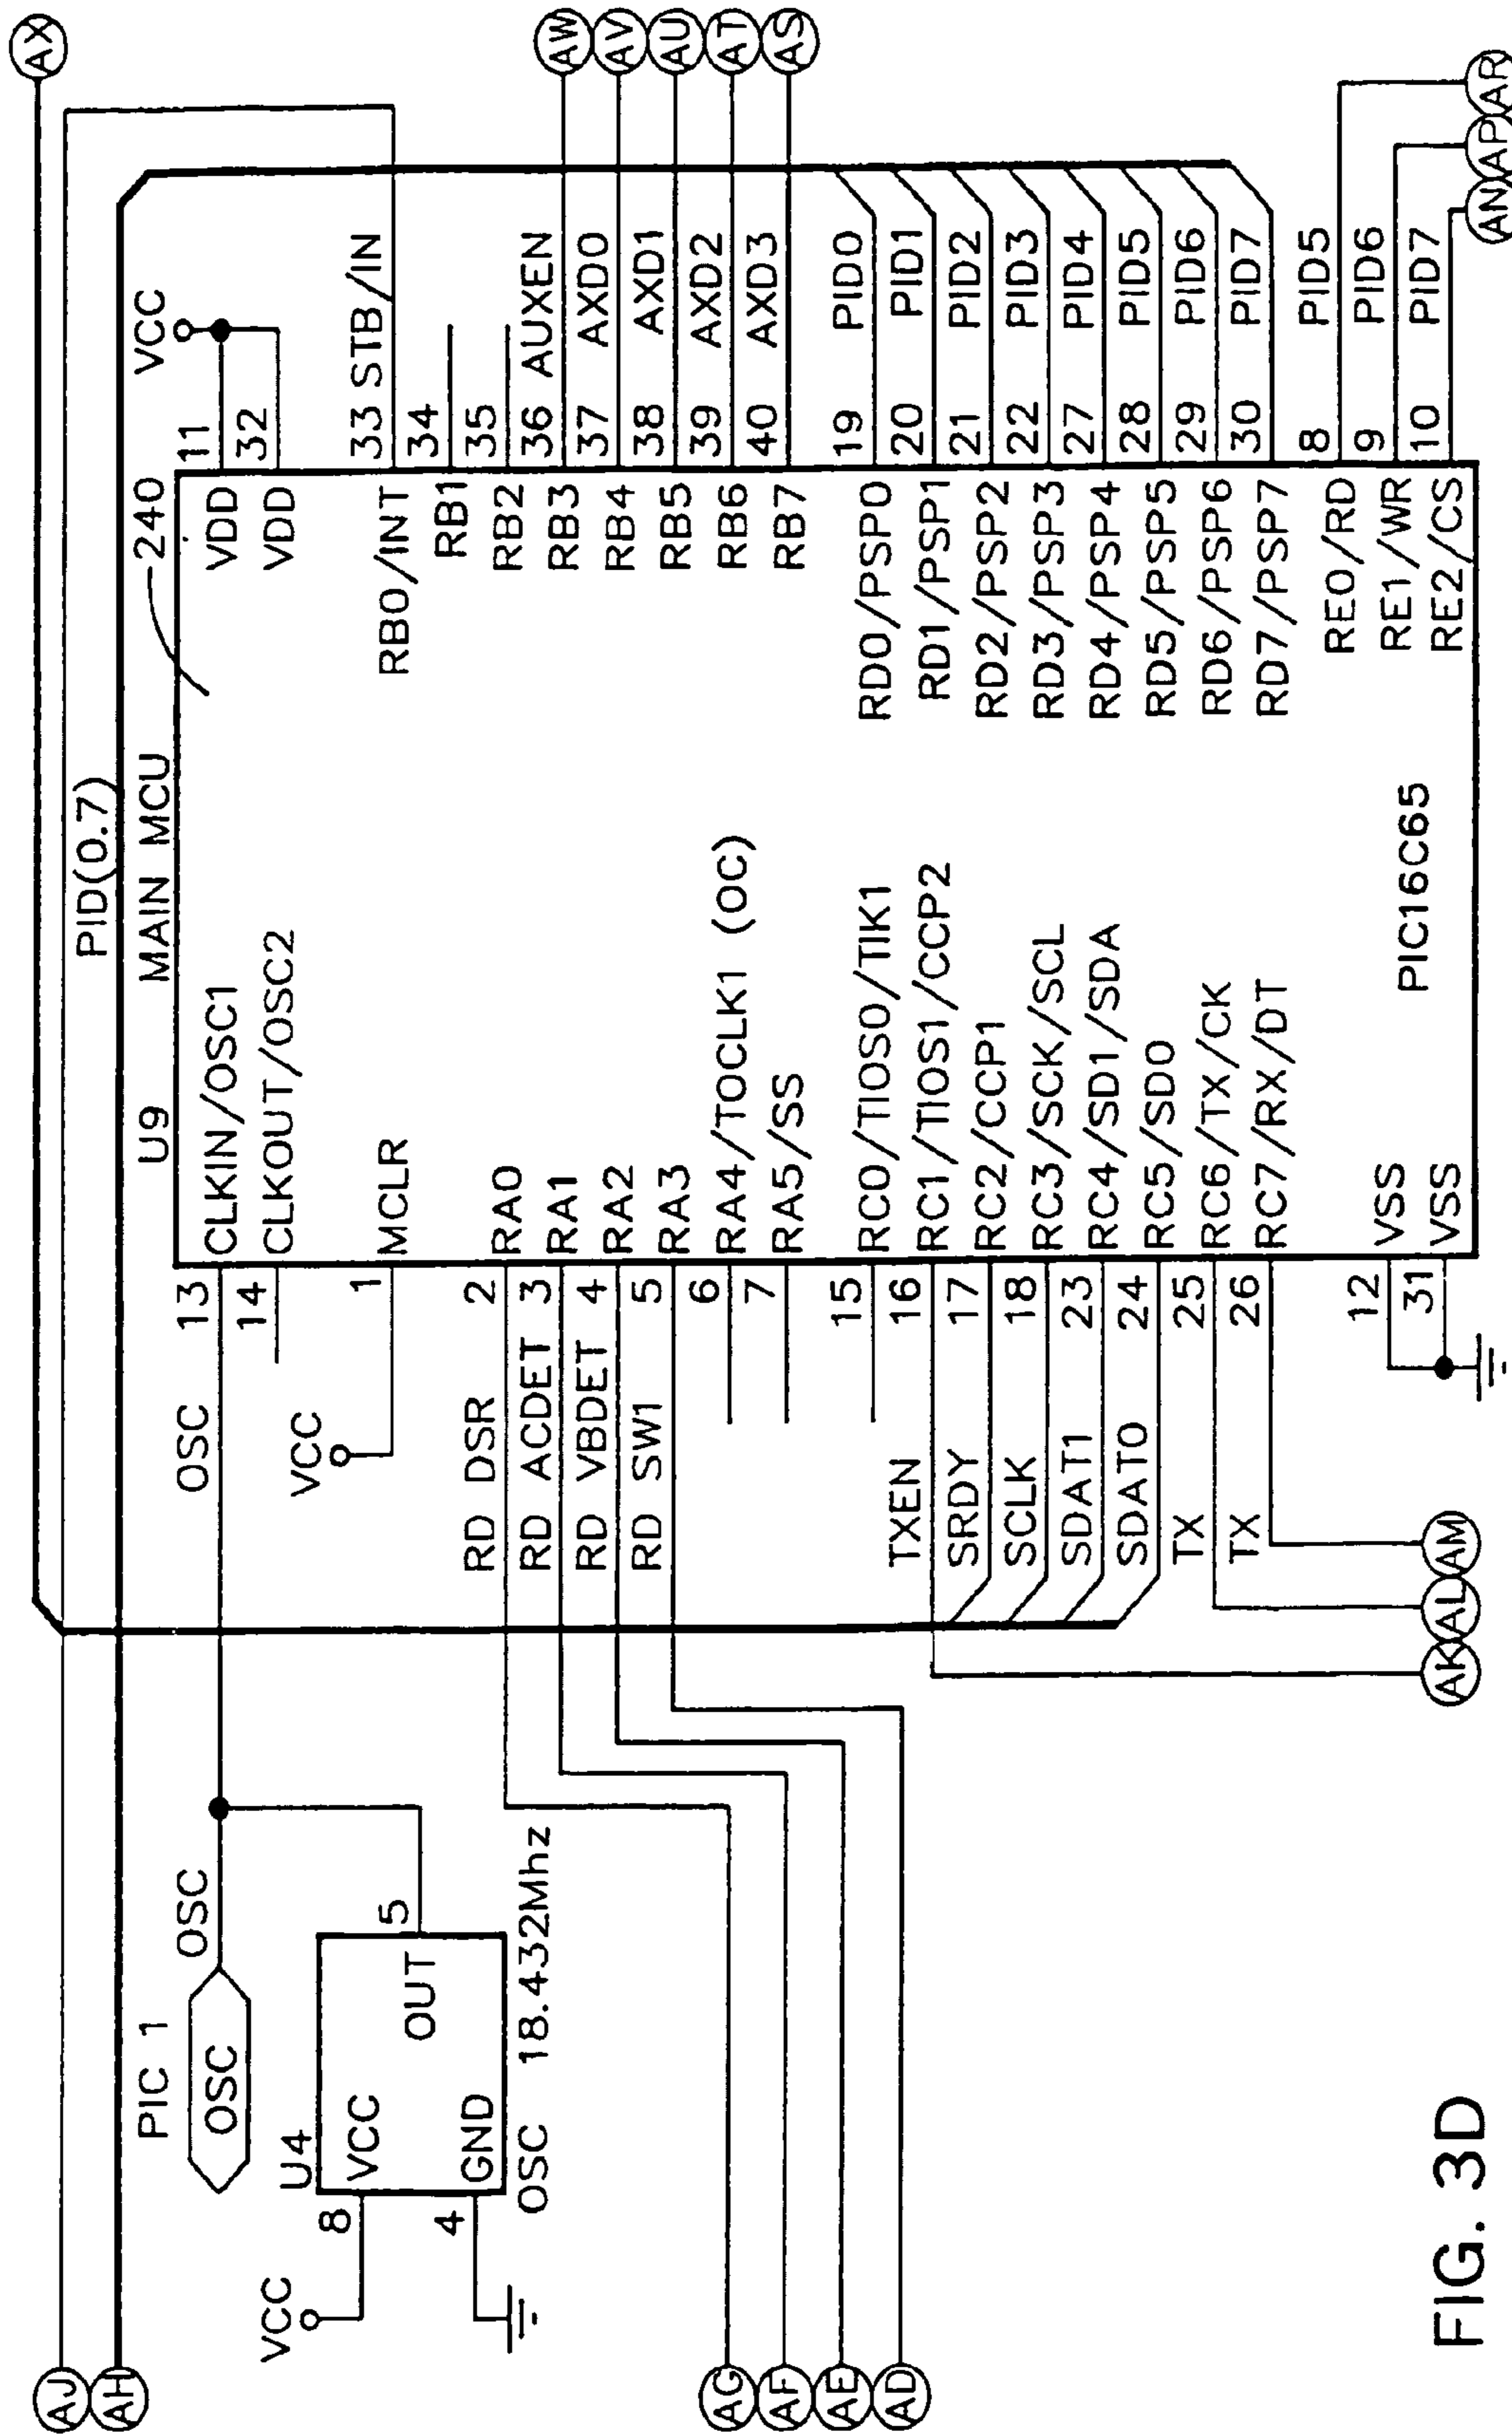 AX
AJ
PID(0.7)
AH
PIC 1
OSC
OSC
U4
VCC
8
VCC
OUT
5
4
GND
OSC 18.432Mhz
U9
MAIN MCU
240
VCC
OSC
13
CLKIN/OSC1
14
CLKOUT/OSC2
VCC
1
MCLR
RD DSR
2
RA0
RD ACDET
3
RA1
RD VBDET
4
RA2
RD SW1
5
RA3
6
RA4/TOCLK1 (OC)
7
RA5/SS
15
RC0/TIOS0/TIK1
TXEN
16
RC1/TIOS1/CCP2
SRDY
17
RC2/CCP1
SCLK
18
RC3/SCK/SCL
SDAT1
23
RC4/SD1/SDA
SDATO
24
RC5/SD0
TX
25
RC6/TX/CK
TX
26
RC7/RX/DT
12
VSS
31
VSS
VDD
11
VDD
32
RB0/INT
33 STB/IN
RB1
34
RB2
35
RB3
36 AUXEN
AW
RB4
37 AXD0
AV
RB5
38 AXD1
AU
RB6
39 AXD2
AT
RB7
40 AXD3
AS
RD0/PSP0
19 PID0
RD1/PSP1
20 PID1
RD2/PSP2
21 PID2
RD3/PSP3
22 PID3
RD4/PSP4
27 PID4
RD5/PSP5
28 PID5
RD6/PSP6
29 PID6
RD7/PSP7
30 PID7
RE0/RD
8 PID5
RE1/WR
9 PID6
RE2/CS
10 PID7
PIC16C65
AG
AF
AE
AD
AK
AL
AM
AN
AP
AR
FIG. 3D